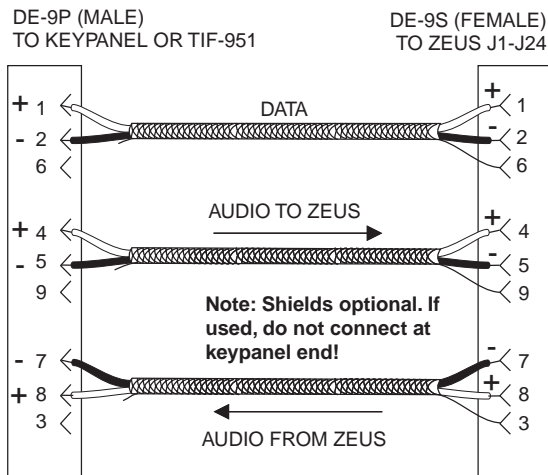 DE-9P (MALE)
TO KEYPANEL OR TIF-951
DE-9S (FEMALE)
TO ZEUS J1-J24
DATA
+ 1
- 2
6
+ 1
- 2
6
AUDIO TO ZEUS
+ 4
- 5
9
+ 4
- 5
9
Note: Shields optional. If
used, do not connect at
keypanel end!
- 7
+ 8
3
- 7
+ 8
3
AUDIO FROM ZEUS